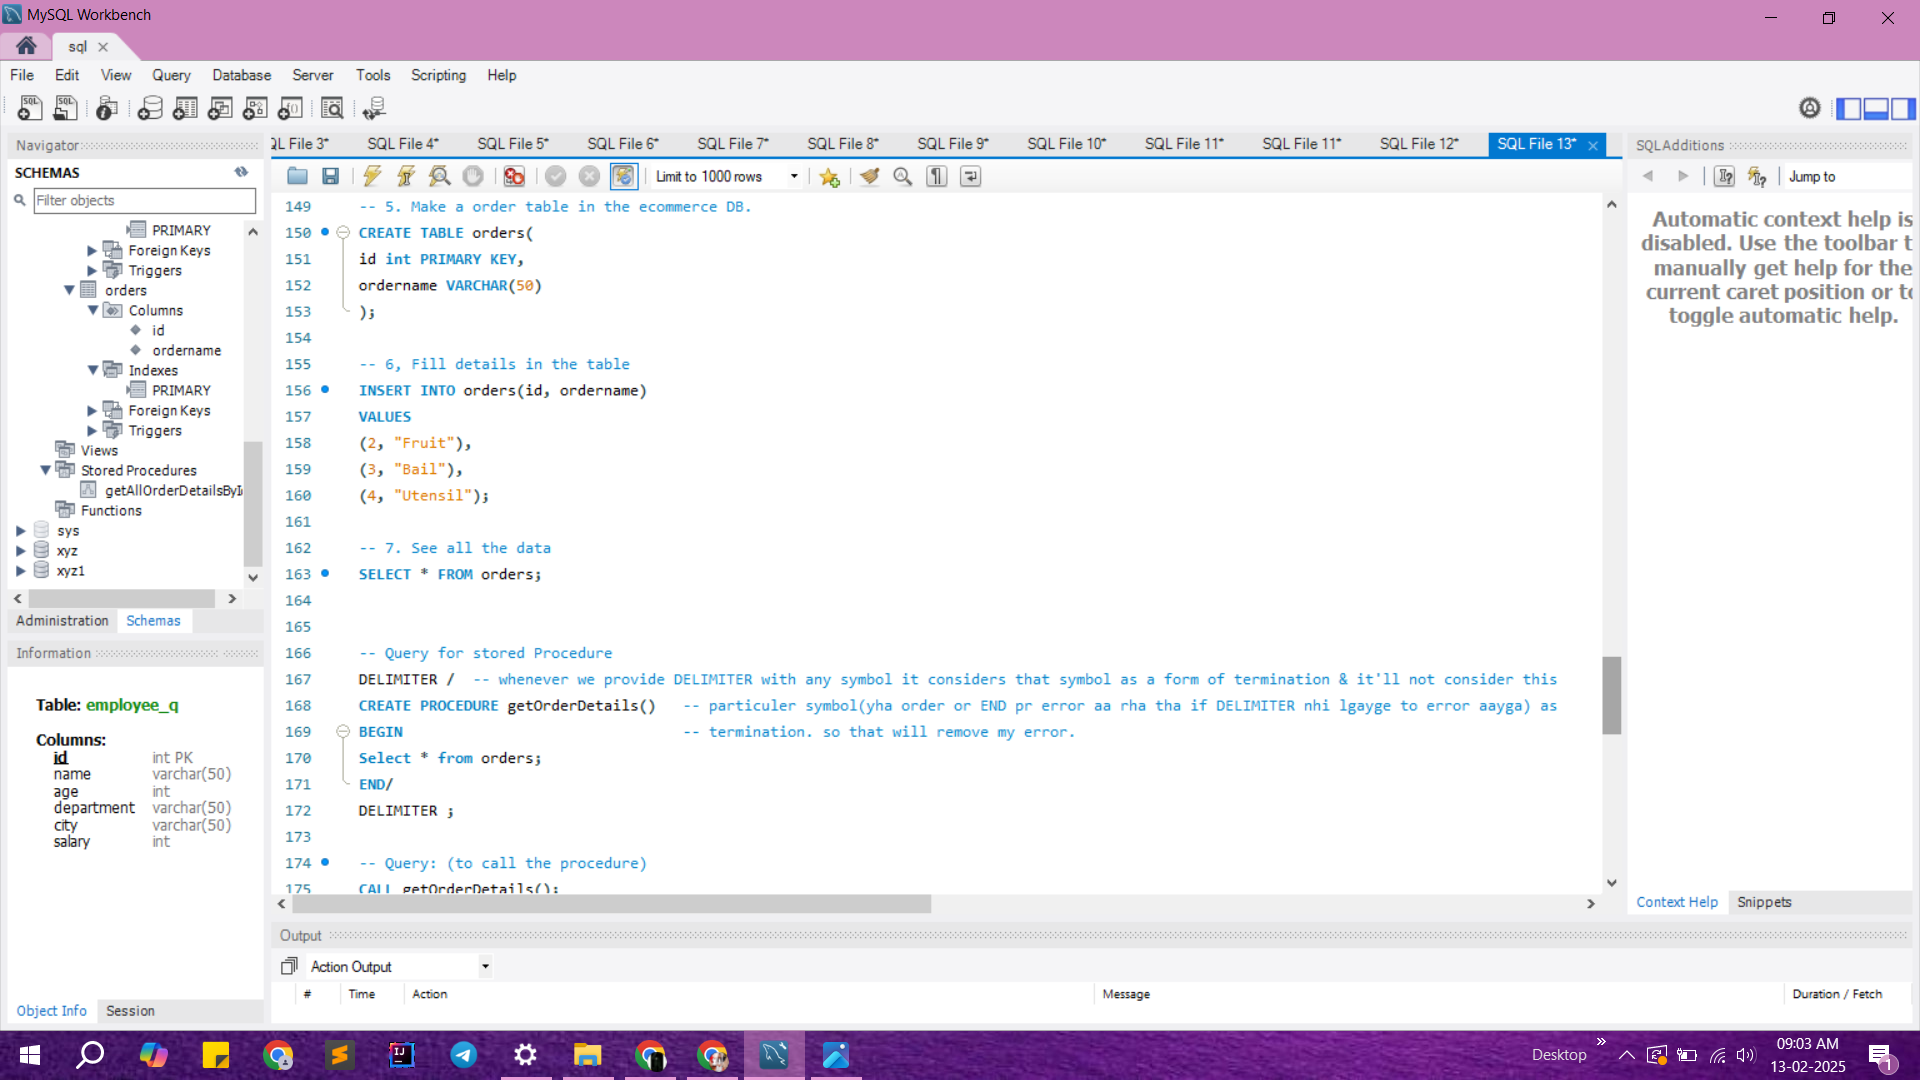 MySQL Workbench
sql
File Edit View Query Database Server Tools Scripting Help
Navigator
QL File 3* SQL File 4* SQL File 5* SQL File 6* SQL File 7* SQL File 8* SQL File 9* SQL File 10* SQL File 11* SQL File 11* SQL File 12* SQL File 13*
SQLAdditions
SCHEMAS
Filter objects
Limit to 1000 rows
Jump to
PRIMARY
Foreign Keys
Triggers
orders
Columns
id
ordername
Indexes
PRIMARY
Foreign Keys
Triggers
Views
Stored Procedures
getAllOrderDetailsByI
Functions
sys
xyz
xyz1
Administration Schemas
Information
Table: employee_q
Columns:
id int PK
name varchar(50)
age int
department varchar(50)
city varchar(50)
salary int
Object Info Session
149 -- 5. Make a order table in the ecommerce DB.
150 CREATE TABLE orders(
151 id int PRIMARY KEY,
152 ordername VARCHAR(50)
153 );
154
155 -- 6, Fill details in the table
156 INSERT INTO orders(id, ordername)
157 VALUES
158 (2, "Fruit"),
159 (3, "Bail"),
160 (4, "Utensil");
161
162 -- 7. See all the data
163 SELECT * FROM orders;
164
165
166 -- Query for stored Procedure
167 DELIMITER / -- whenever we provide DELIMITER with any symbol it considers that symbol as a form of termination & it'll not consider this
168 CREATE PROCEDURE getOrderDetails() -- particuler symbol(yha order or END pr error aa rha tha if DELIMITER nhi lgayge to error aayga) as
169 BEGIN -- termination. so that will remove my error.
170 Select * from orders;
171 END/
172 DELIMITER ;
173
174 -- Query: (to call the procedure)
175 CALL getOrderDetails();
Automatic context help is
disabled. Use the toolbar t
manually get help for the
current caret position or to
toggle automatic help.
Context Help Snippets
Output
Action Output
# Time Action Message Duration / Fetch
Desktop
09:03 AM
13-02-2025
1